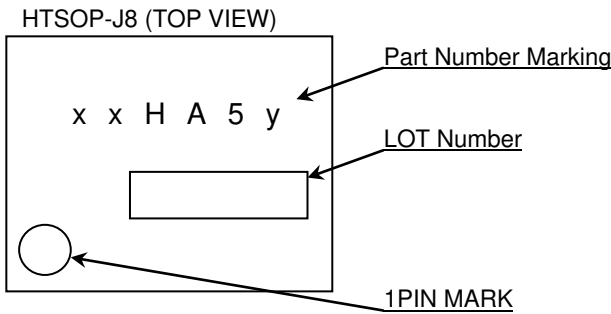 HTSOP-J8 (TOP VIEW)
Part Number Marking
x x H A 5 y
LOT Number
1PIN MARK